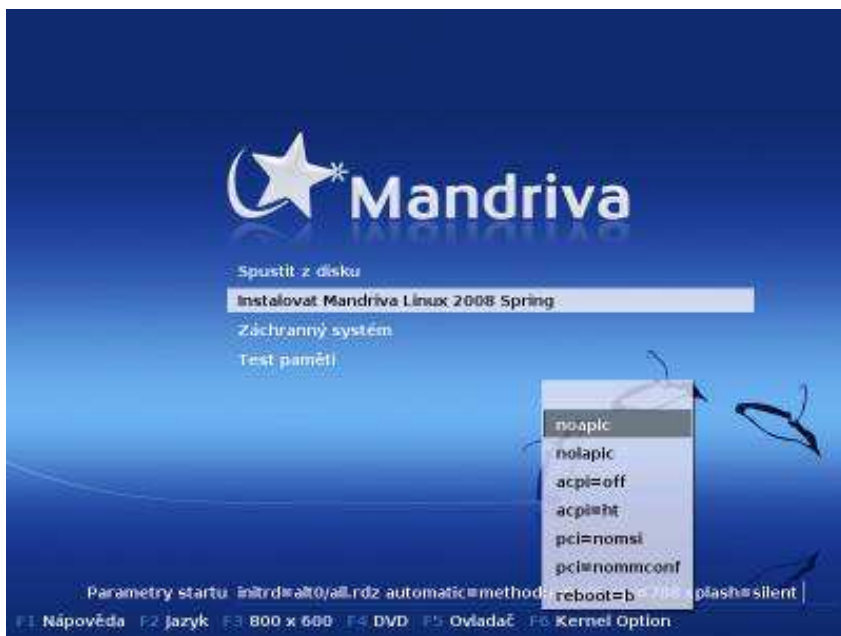 Mandriva
Spustit z disku
Instalovat Mandriva Linux 2008 Spring
Záchranný systém
Test paměti
noapic
nolapic
acpi=off
acpi=ht
pci=nomsi
pci=nommconf
reboot=b
Parametry startu initrd=alt0/all.rdz automatic=method: splash=silent
F1 Nápověda F2 Jazyk F3 800 x 600 F4 DVD F5 Ovladač F6 Kernel Option